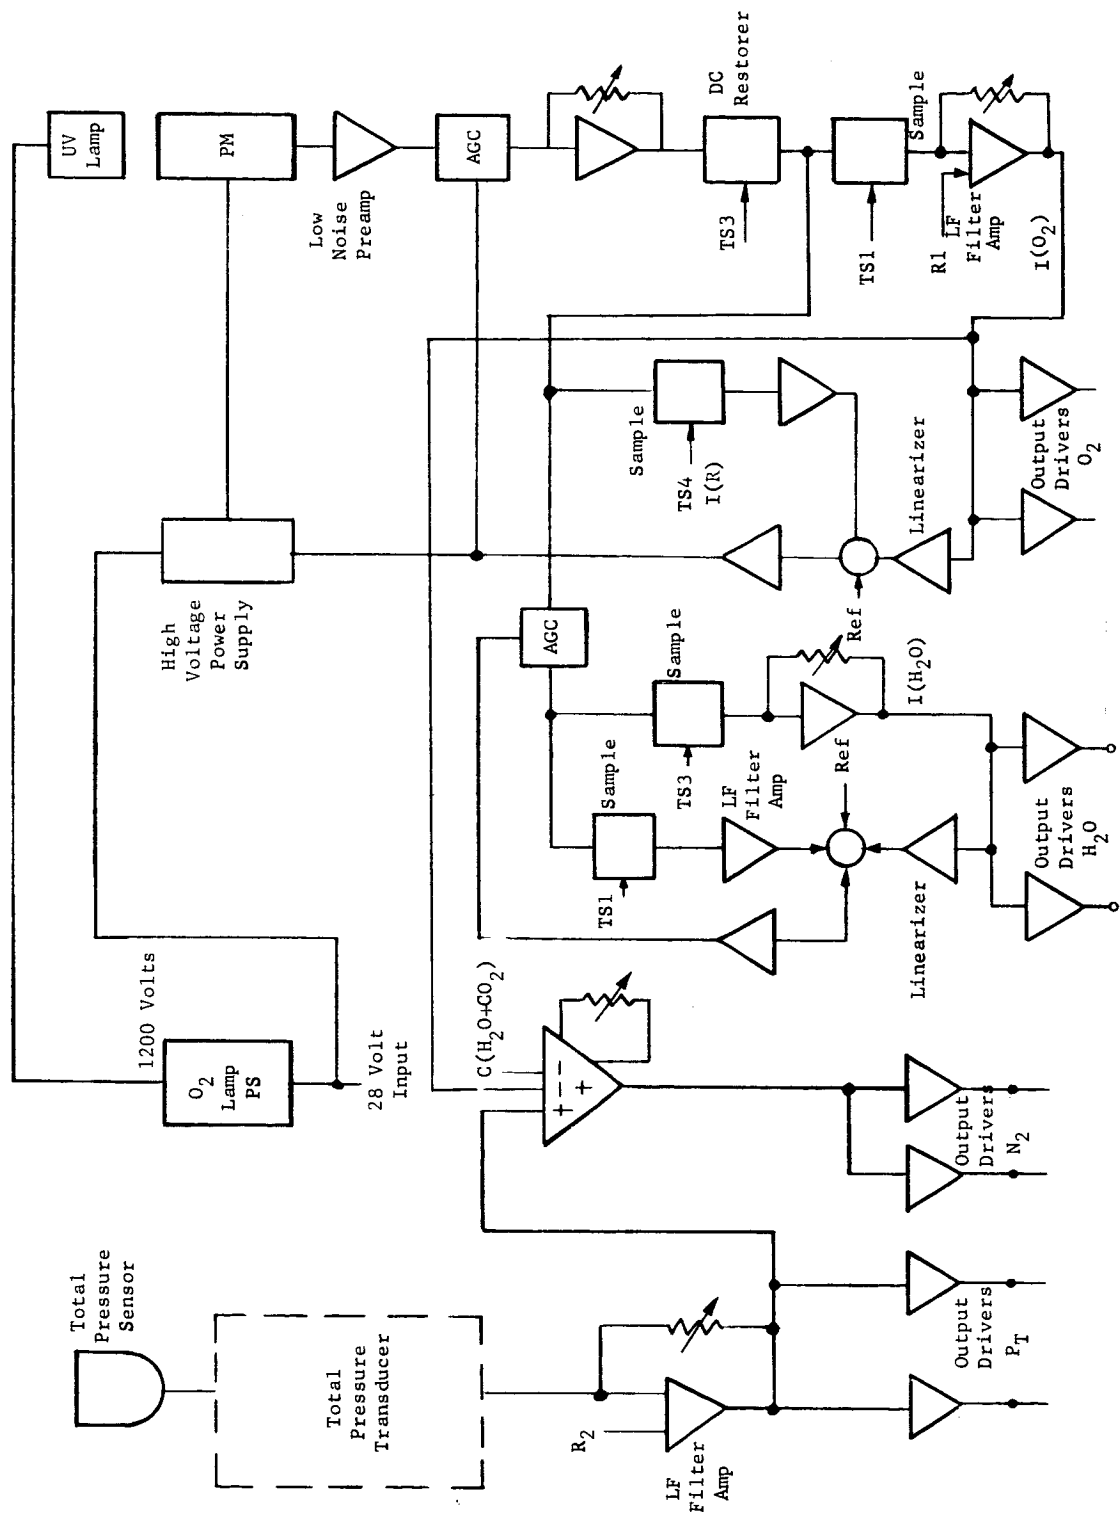 UV
Lamp
PM
Low
Noise
Preamp
AGC
DC
Restorer
TS3
TS1
Sample
R1
LF
Filter
Amp
I(O2)
High
Voltage
Power
Supply
Sample
TS4
I(R)
Ref
Linearizer
Output
Drivers
O2
AGC
Sample
TS3
I(H2O)
Sample
TS1
LF
Filter
Amp
Ref
Linearizer
Output
Drivers
H2O
1200 Volts
O2
Lamp
PS
28 Volt
Input
C(H2O+CO2)
+ - -
+
Output
Drivers
N2
Total
Pressure
Sensor
Total
Pressure
Transducer
R2
LF
Filter
Amp
Output
Drivers
PT